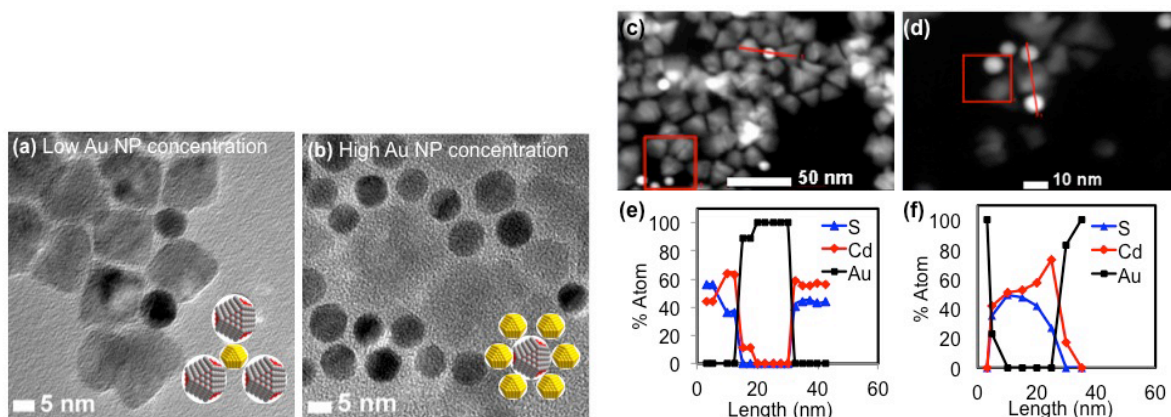 (a) Low Au NP concentration
5 nm
(b) High Au NP concentration
5 nm
(c)
50 nm
(d)
10 nm
(e)
100
80
60
40
20
0
% Atom
S
Cd
Au
0 20 40 60
Length (nm)
(f)
100
80
60
40
20
0
% Atom
S
Cd
Au
0 20 40 60
Length (nm)